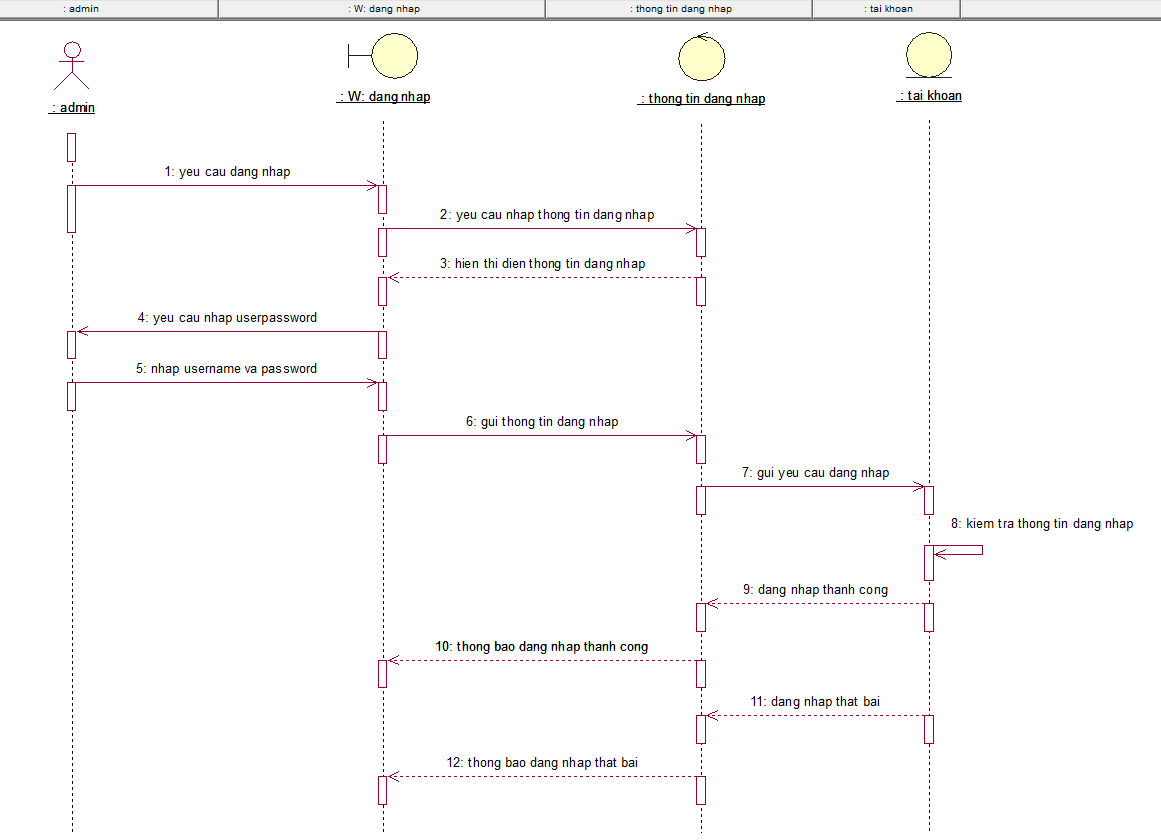 : admin
: W: dang nhap
: thong tin dang nhap
: tai khoan
: admin
: W: dang nhap
: thong tin dang nhap
: tai khoan
1: yeu cau dang nhap
2: yeu cau nhap thong tin dang nhap
3: hien thi dien thong tin dang nhap
4: yeu cau nhap userpassword
5: nhap username va password
6: gui thong tin dang nhap
7: gui yeu cau dang nhap
8: kiem tra thong tin dang nhap
9: dang nhap thanh cong
10: thong bao dang nhap thanh cong
11: dang nhap that bai
12: thong bao dang nhap that bai